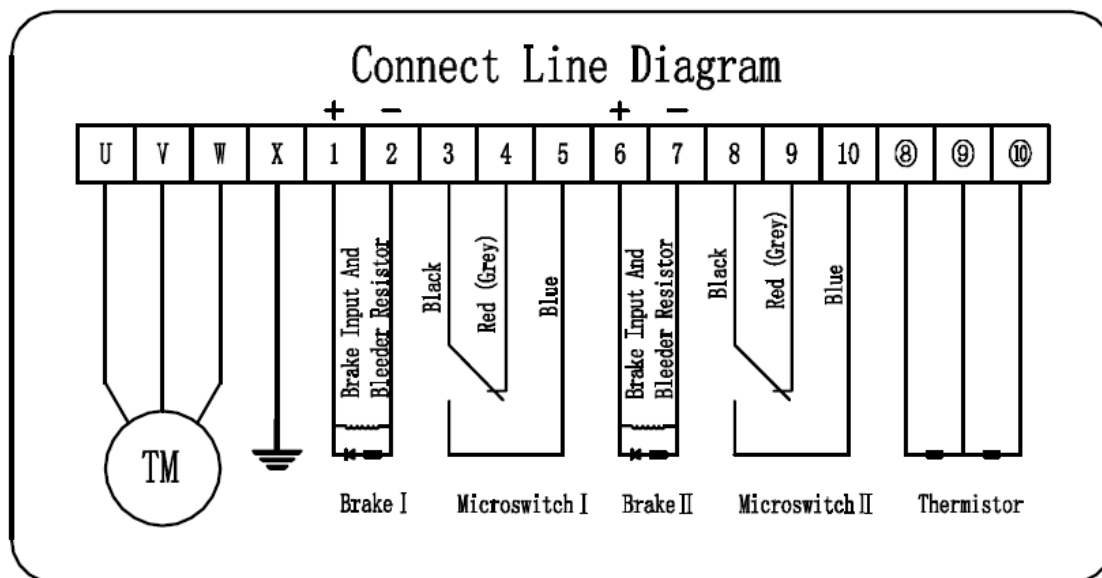 Connect Line Diagram
+ − + −
U V W X 1 2 3 4 5 6 7 8 9 10 ⑧ ⑨ ⑩
Brake Input And
Bleeder Resistor
Black
Red (Grey)
Blue
Brake Input And
Bleeder Resistor
Black
Red (Grey)
Blue
TM
Brake Ⅰ
Microswitch Ⅰ
Brake Ⅱ
Microswitch Ⅱ
Thermistor